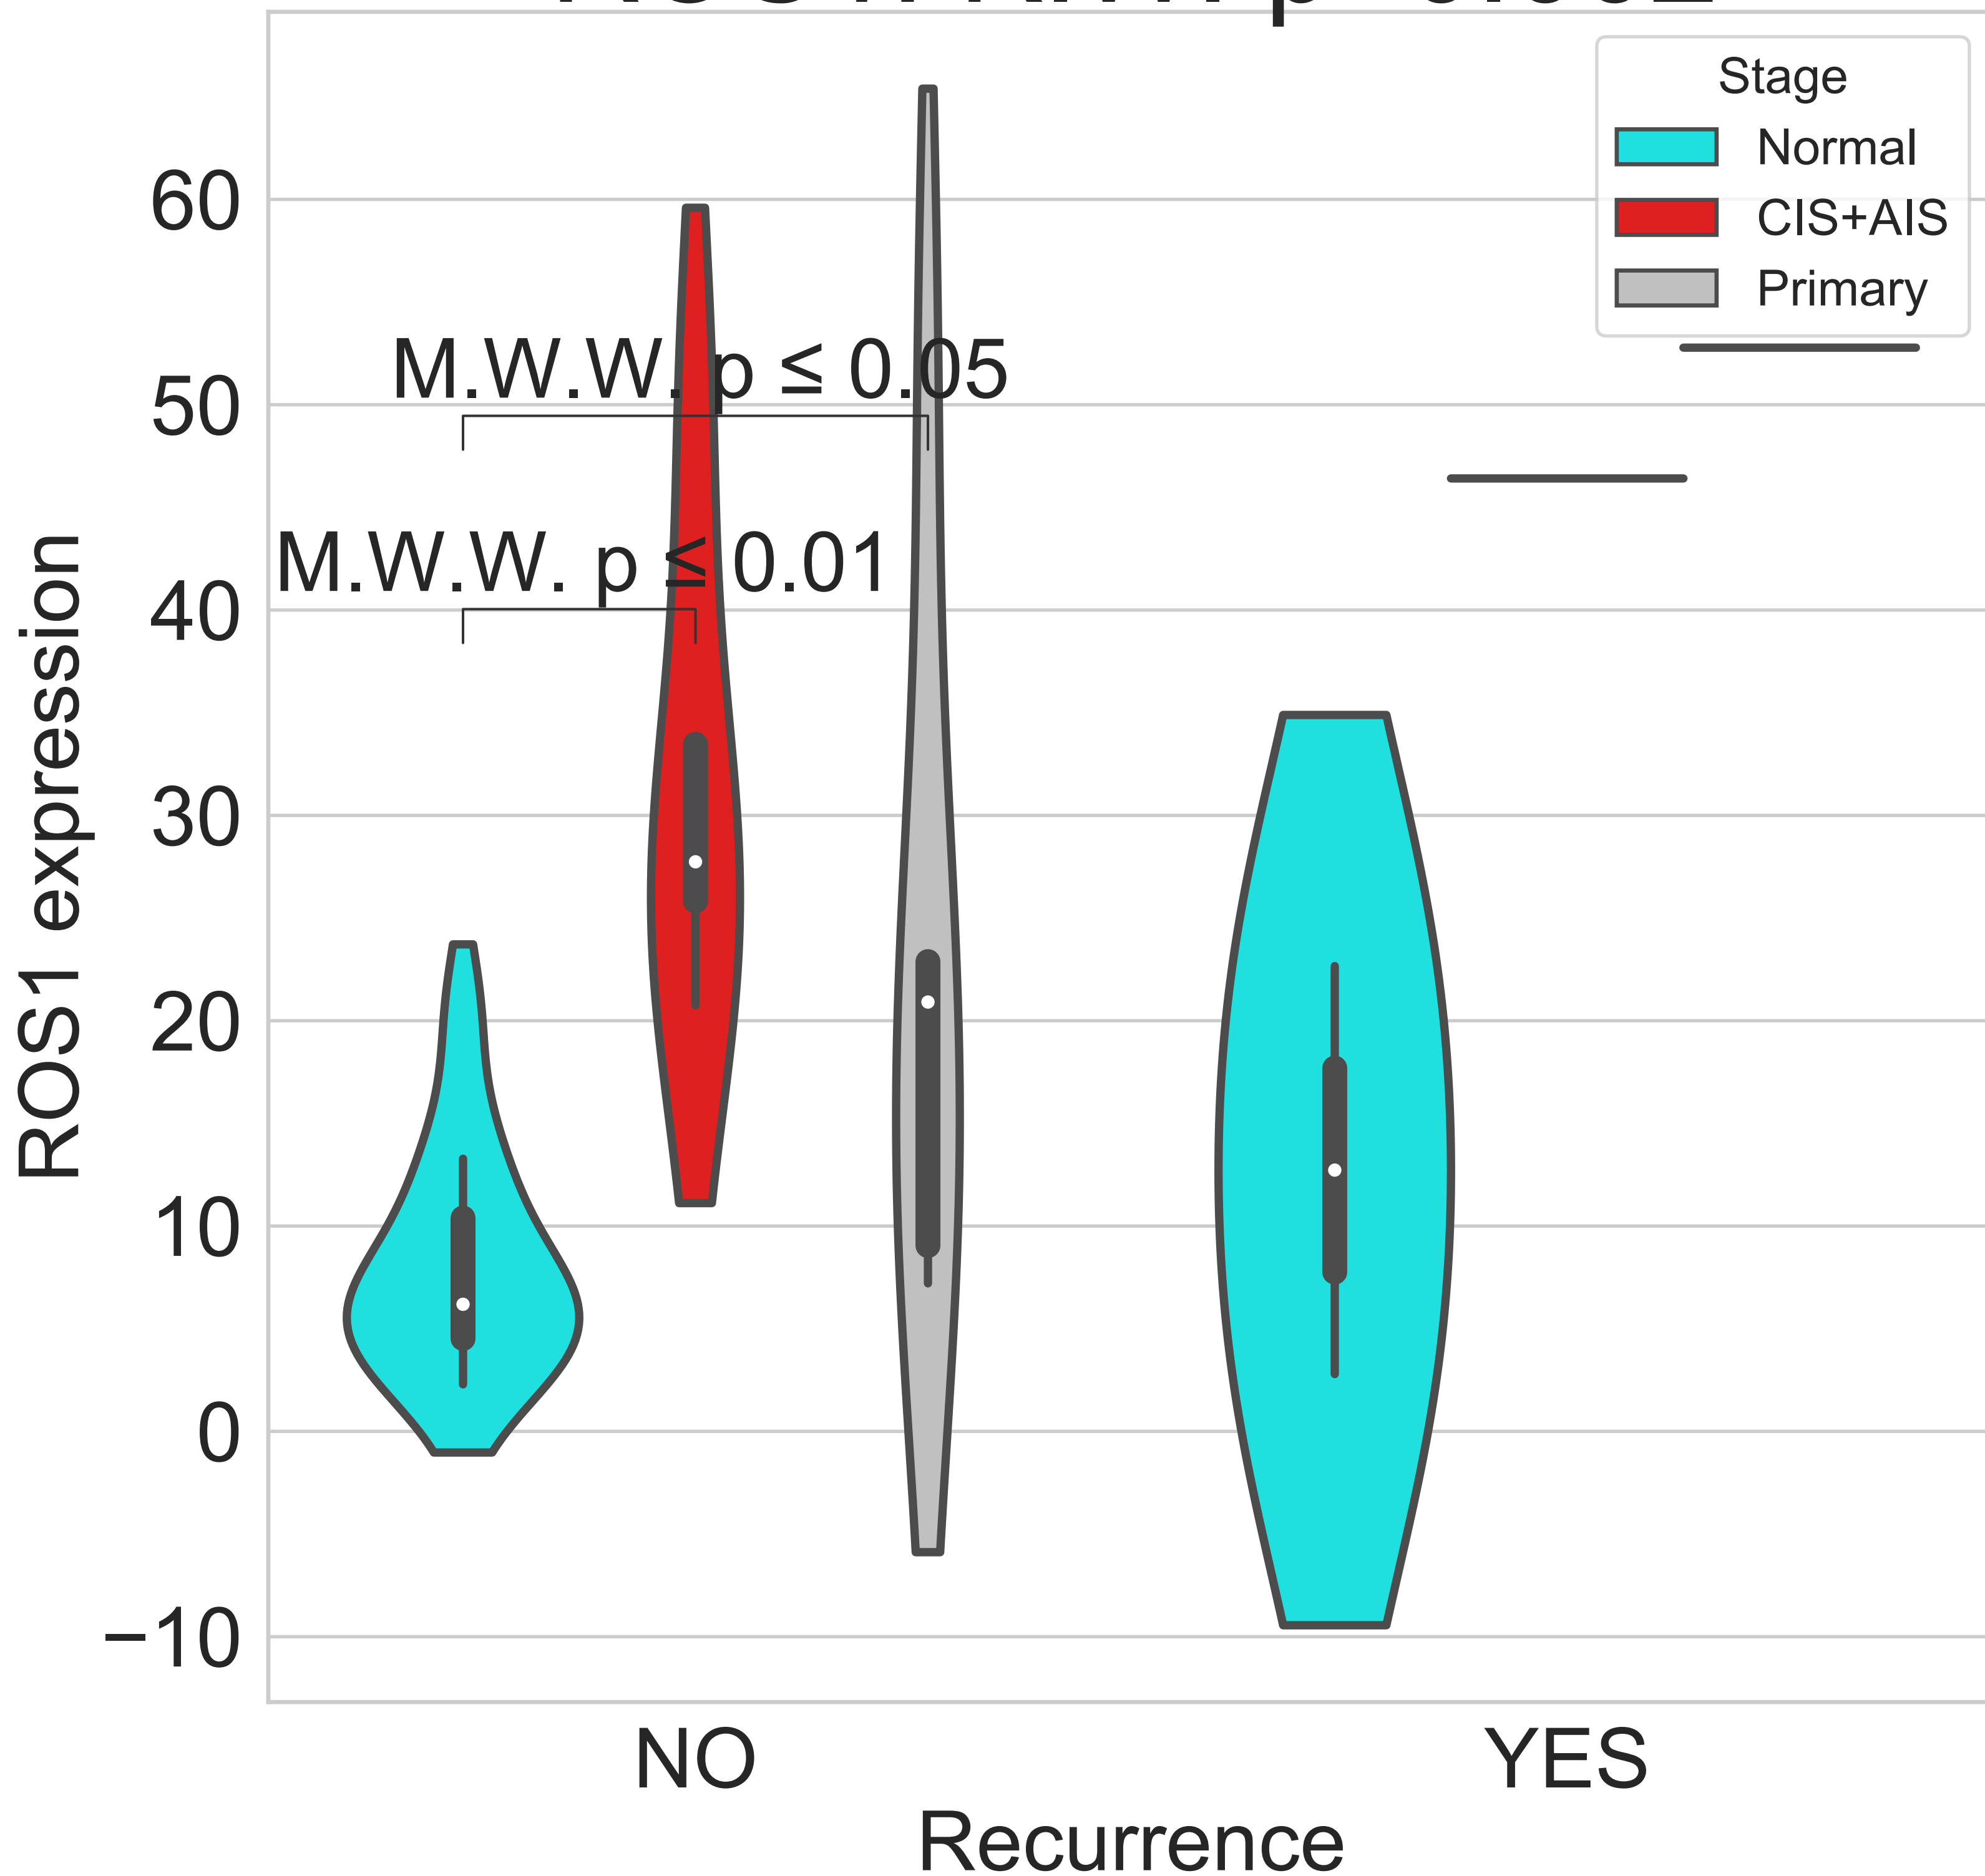 Stage
Normal
CIS+AIS
Primary
60
50
40
30
20
10
0
−10
M.W.W. p ≤ 0.05
M.W.W. p ≤ 0.01
ROS1 expression
NO
YES
Recurrence